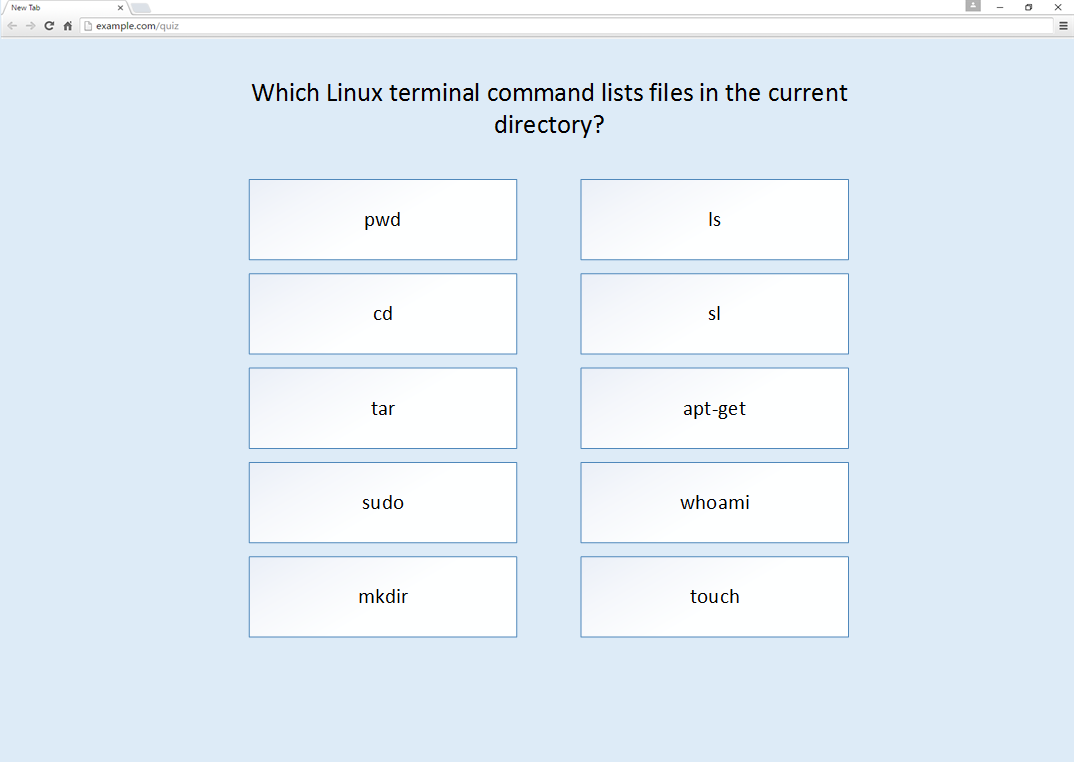 New Tab
example.com/quiz
Which Linux terminal command lists files in the current
directory?
pwd
ls
cd
sl
tar
apt-get
sudo
whoami
mkdir
touch